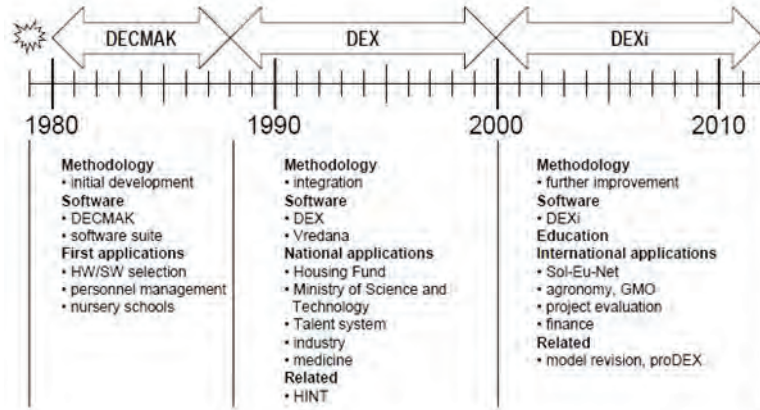 DECMAK
DEX
DEXi
1980
1990
2000
2010
Methodology
• initial development
Software
• DECMAK
• software suite
First applications
• HW/SW selection
• personnel management
• nursery schools
Methodology
• integration
Software
• DEX
• Vredana
National applications
• Housing Fund
• Ministry of Science and
Technology
• Talent system
• industry
• medicine
Related
• HINT
Methodology
• further improvement
Software
• DEXi
Education
International applications
• Sol-Eu-Net
• agronomy, GMO
• project evaluation
• finance
Related
• model revision, proDEX